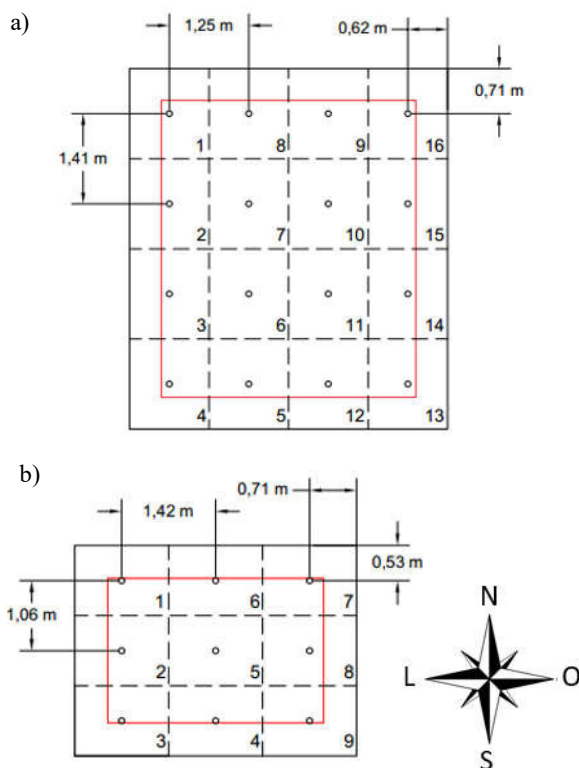 a)
1,25 m
0,62 m
0,71 m
1,41 m
1 8 9 16
2 7 10 15
3 6 11 14
4 5 12 13
b)
0,71 m
1,42 m
0,53 m
1,06 m
1 6 7
2 5 8
3 4 9
N
L O
S